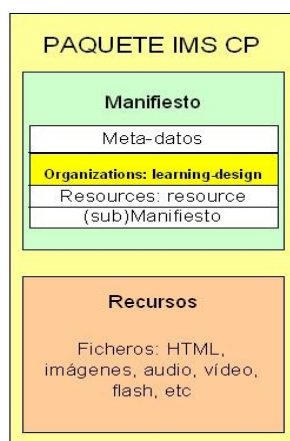 PAQUETE IMS CP
Manifiesto
Meta-datos
Organizations: learning-design
Resources: resource
(sub)Manifiesto
Recursos
Ficheros: HTML,
imágenes, audio, vídeo,
flash, etc